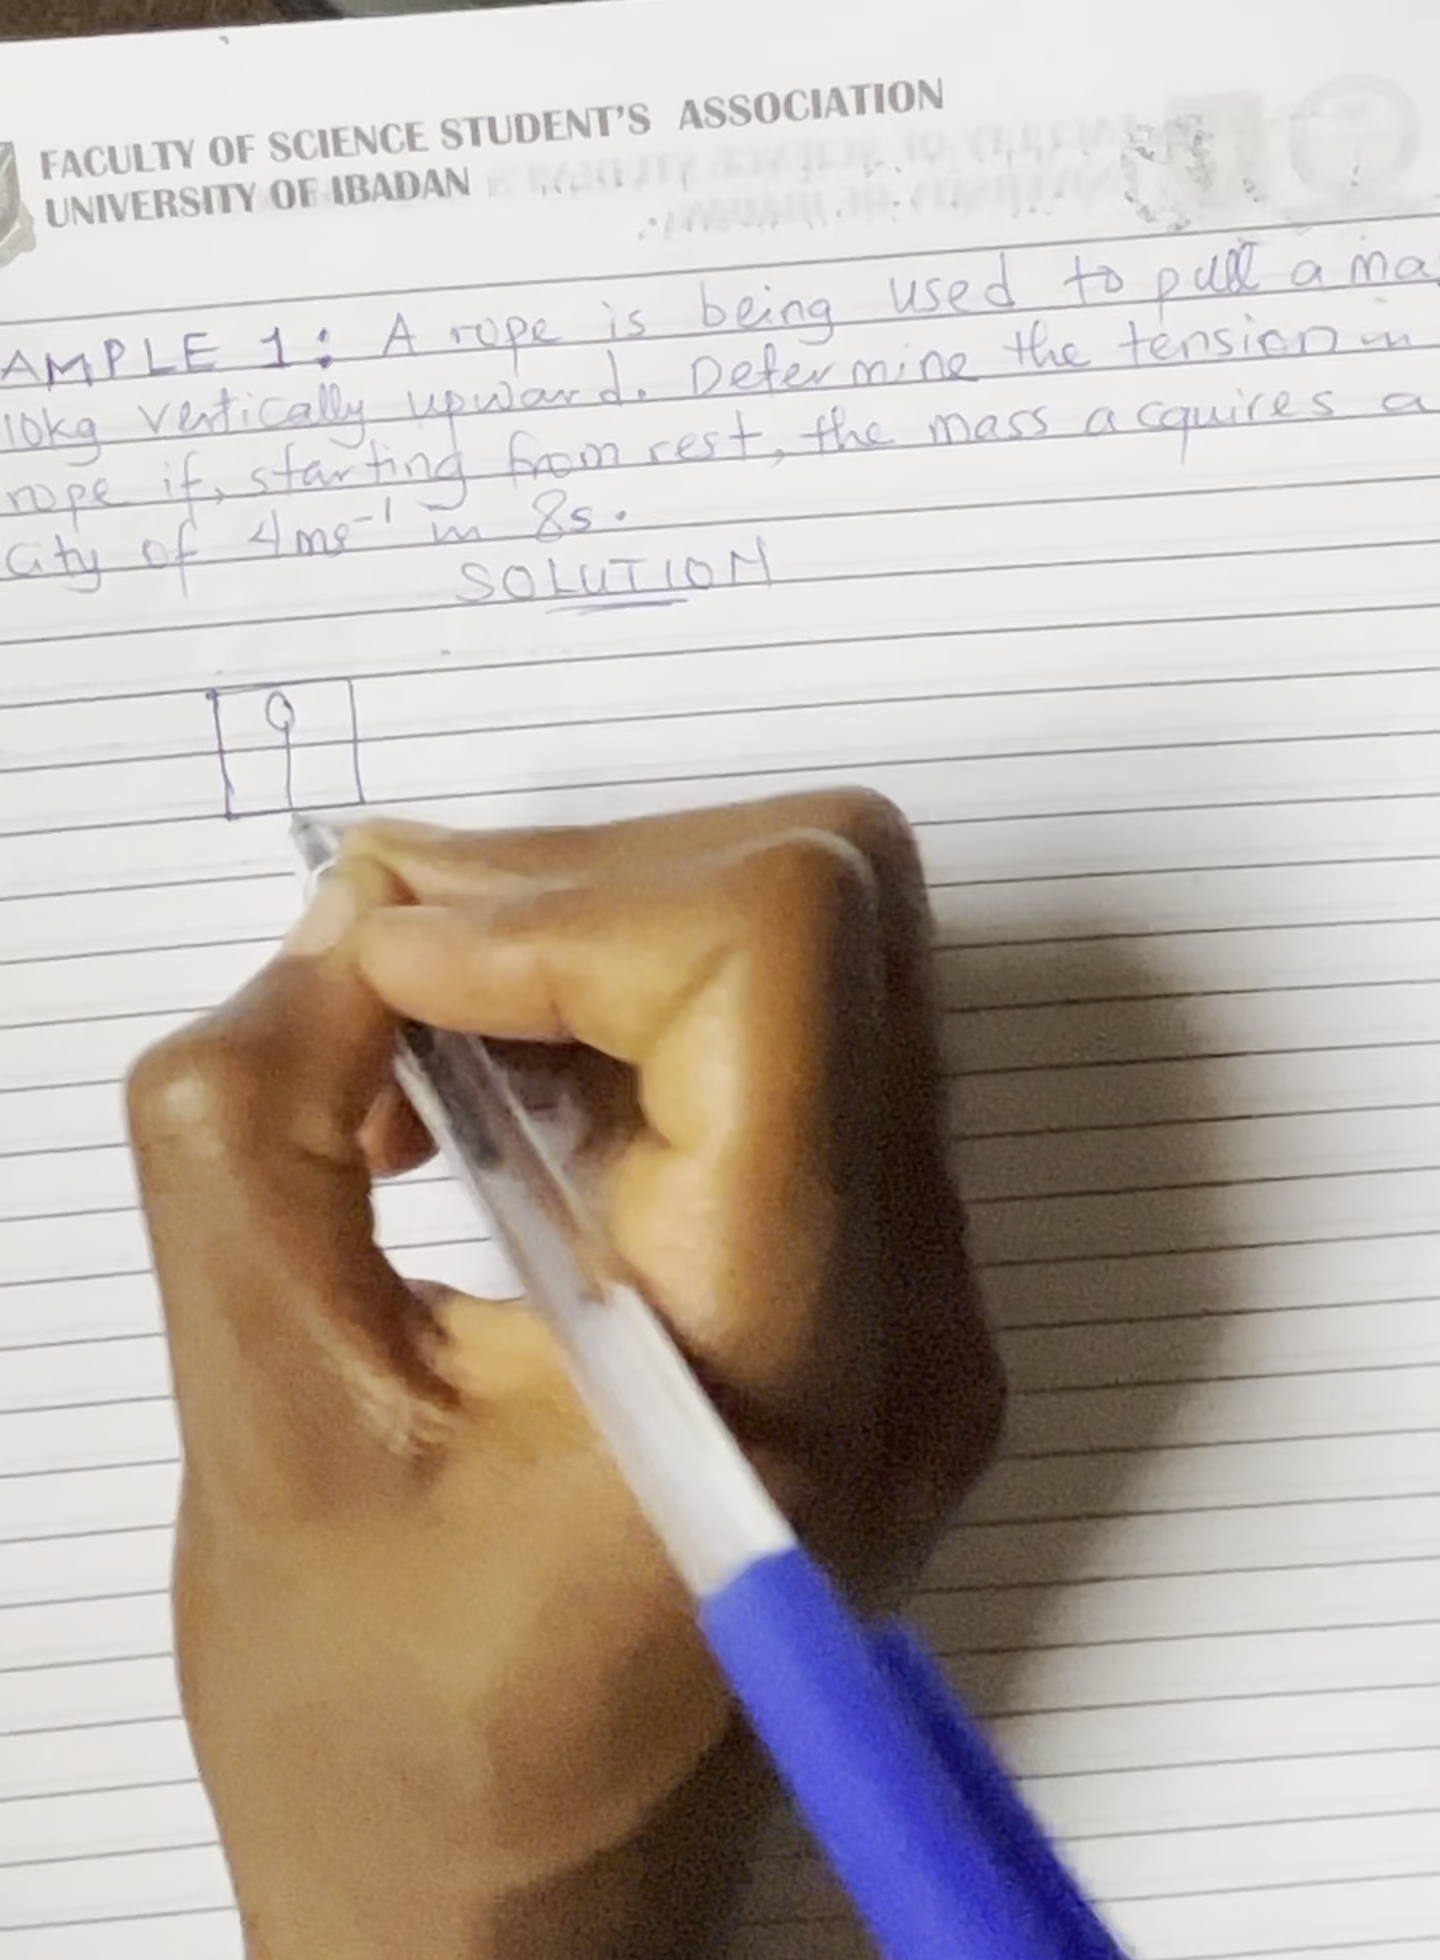 FACULTY OF SCIENCE STUDENT'S ASSOCIATION
UNIVERSITY OF IBADAN
AMPLE 1: A rope is being used to pull a ma
10kg vertically upward. Determine the tension in
rope if, starting from rest, the mass acquires a
city of 4ms⁻¹ in 8s.
SOLUTION